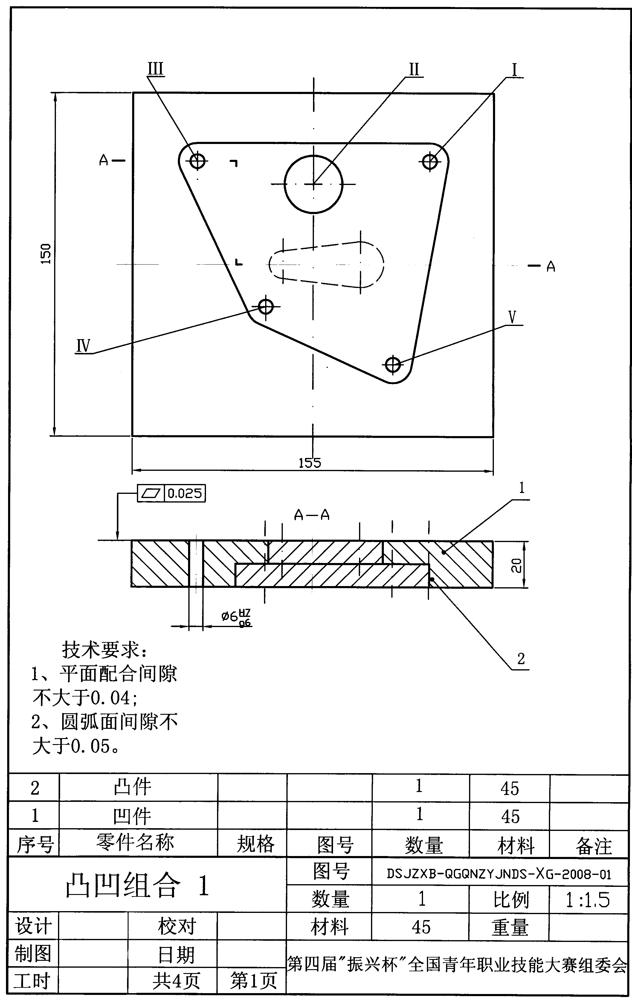 III
II
I
A
150
A
V
IV
155
0.025
1
A—A
20
ø6 H7/g6
2
技术要求:
1、平面配合间隙
不大于0.04;
2、圆弧面间隙不
大于0.05。
2 凸件 1 45
1 凹件 1 45
序号 零件名称 规格 图号 数量 材料 备注
凸凹组合 1
图号 DSJZXB-QGQNZYJNDS-XG-2008-01
数量 1 比例 1:1.5
设计 校对 材料 45 重量
制图 日期
第四届"振兴杯"全国青年职业技能大赛组委会
工时 共4页 第1页